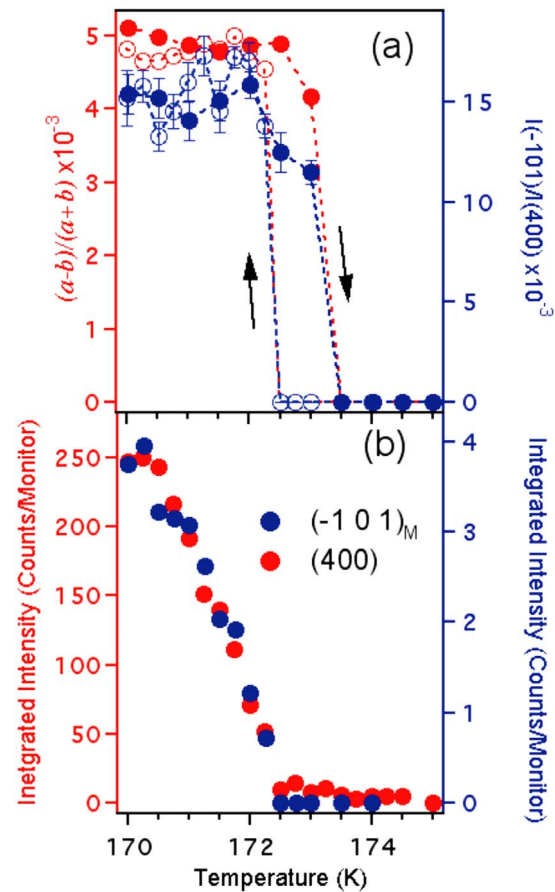 (a)
5
4
3
2
1
0
(a-b)/(a+b) x10⁻³
15
10
5
0
I(-101)/I(400) x10⁻³
(b)
250
200
150
100
50
0
Inetgrated Intensity (Counts/Monitor)
(-1 0 1)M
(400)
4
3
2
1
0
Integrated Intensity (Counts/Monitor)
170 172 174
Temperature (K)